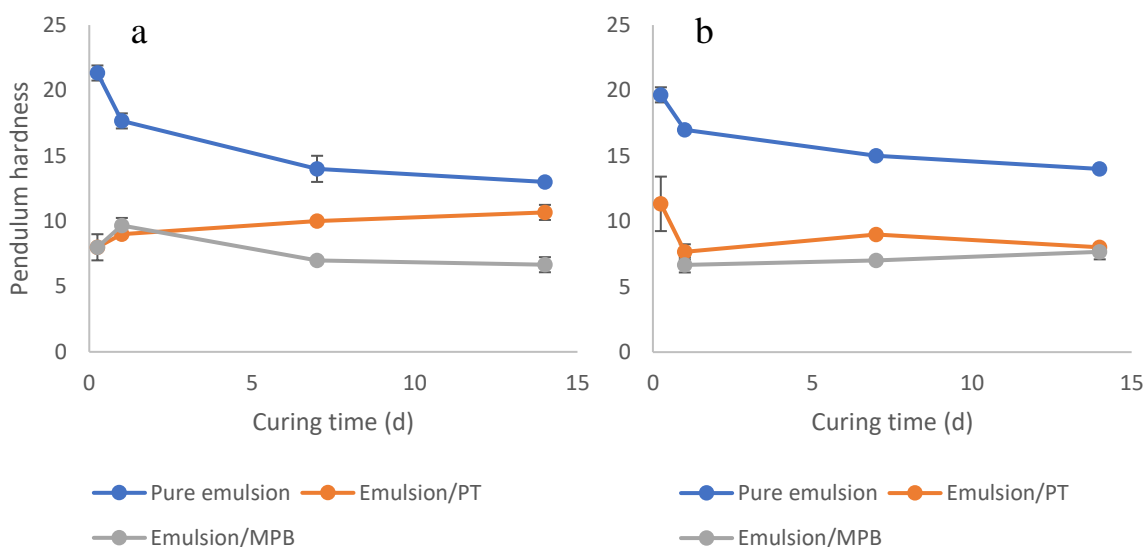 a
25
20
15
10
5
0
Pendulum hardness
0 5 10 15
Curing time (d)
Pure emulsion Emulsion/PT
Emulsion/MPB
b
25
20
15
10
5
0
0 5 10 15
Curing time (d)
Pure emulsion Emulsion/PT
Emulsion/MPB